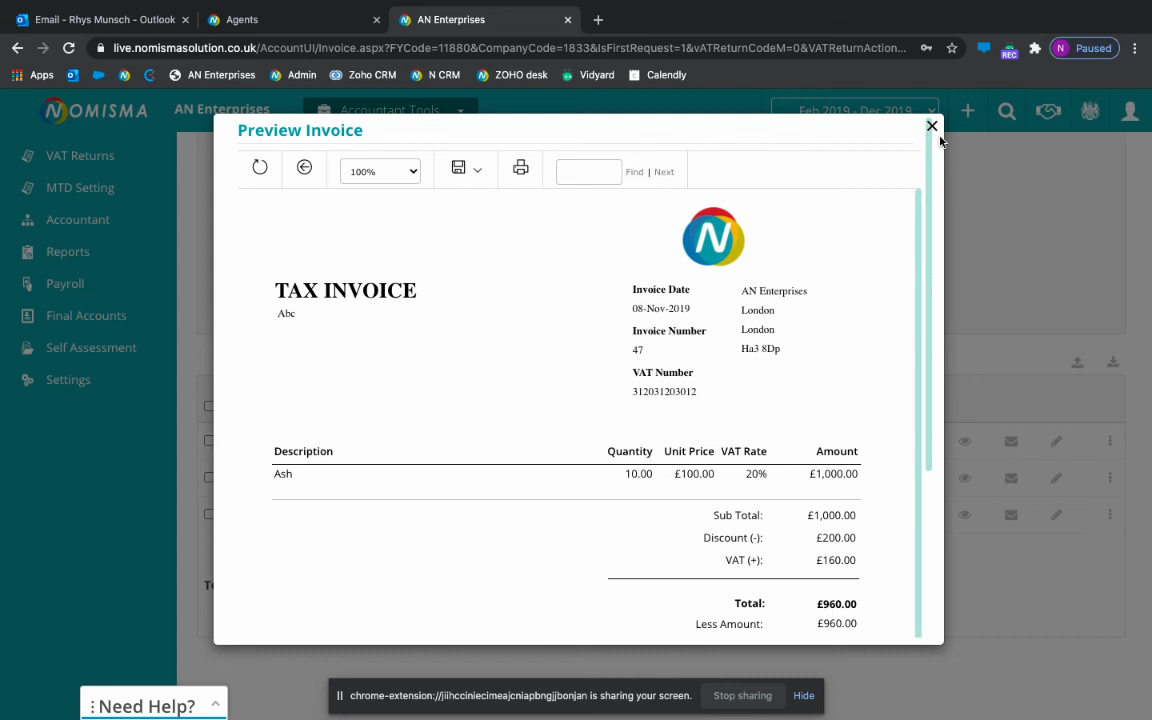 Email - Rhys Munsch - Outlook
Agents
AN Enterprises
live.nomismasolution.co.uk/AccountUI/Invoice.aspx?FYCode=11880&CompanyCode=1833&IsFirstRequest=1&vATReturnCodeM=0&VATReturnAction...
REC
N Paused
Apps
AN Enterprises
Admin
Zoho CRM
N CRM
ZOHO desk
Vidyard
Calendly
NOMISMA
AN Enterprises
Accountant Tools
Feb 2019 - Dec 2019
VAT Returns
MTD Setting
Accountant
Reports
Payroll
Final Accounts
Self Assessment
Settings
Preview Invoice
100%
Find | Next
N
TAX INVOICE
Abc
Invoice Date
08-Nov-2019
Invoice Number
47
VAT Number
312031203012
AN Enterprises
London
London
Ha3 8Dp
Description Quantity Unit Price VAT Rate Amount
Ash 10.00 £100.00 20% £1,000.00
Sub Total: £1,000.00
Discount (-): £200.00
VAT (+): £160.00
Total: £960.00
Less Amount: £960.00
Need Help?
chrome-extension://jiihcciniecimeajcniapbngjjbonjan is sharing your screen.
Stop sharing
Hide